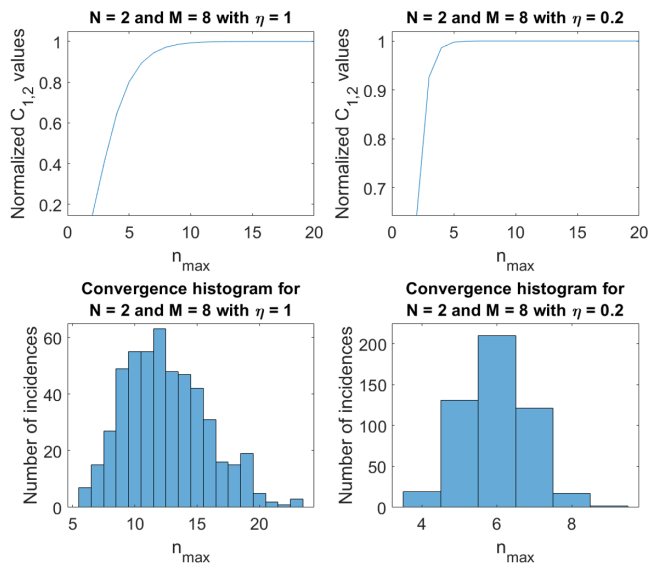 N = 2 and M = 8 with η = 1
Normalized C1,2 values
1
0.8
0.6
0.4
0.2
0 5 10 15 20
nmax
N = 2 and M = 8 with η = 0.2
Normalized C1,2 values
1
0.9
0.8
0.7
0 5 10 15 20
nmax
Convergence histogram for
N = 2 and M = 8 with η = 1
Number of incidences
60
40
20
0
5 10 15 20
nmax
Convergence histogram for
N = 2 and M = 8 with η = 0.2
Number of incidences
200
150
100
50
0
4 6 8
nmax